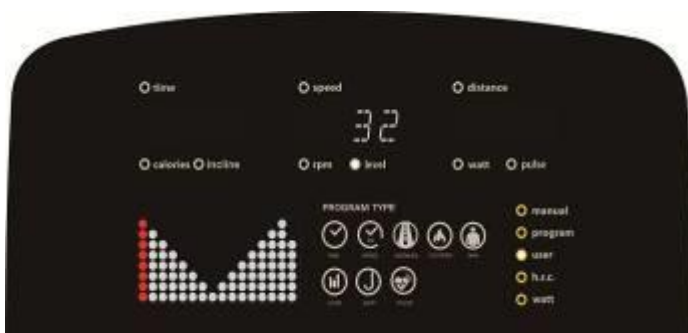 time speed distance
32
calories incline rpm level watt pulse
PROGRAM TYPE
manual
program
user
h.r.c.
watt